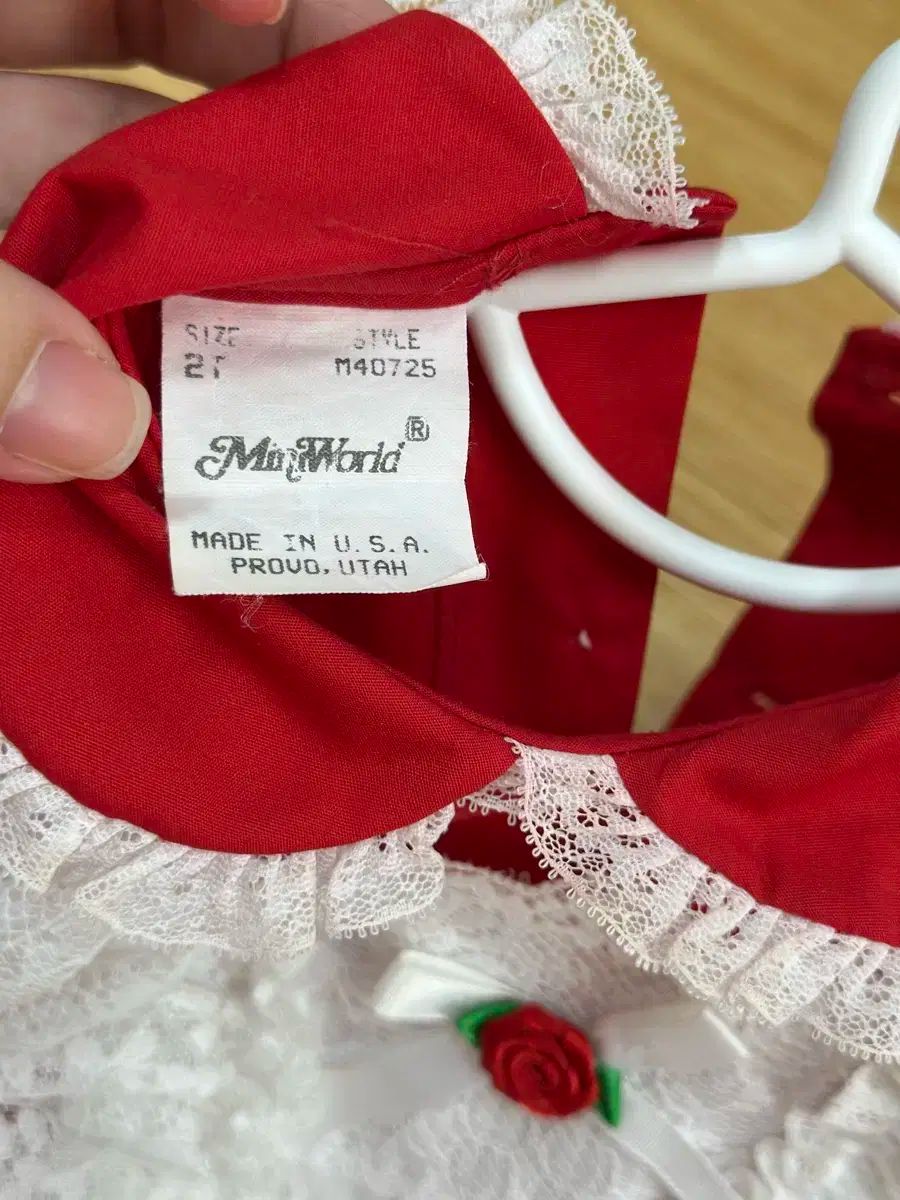 SIZE STYLE
2T M40725
MiniWorld®
MADE IN U.S.A.
PROVO, UTAH